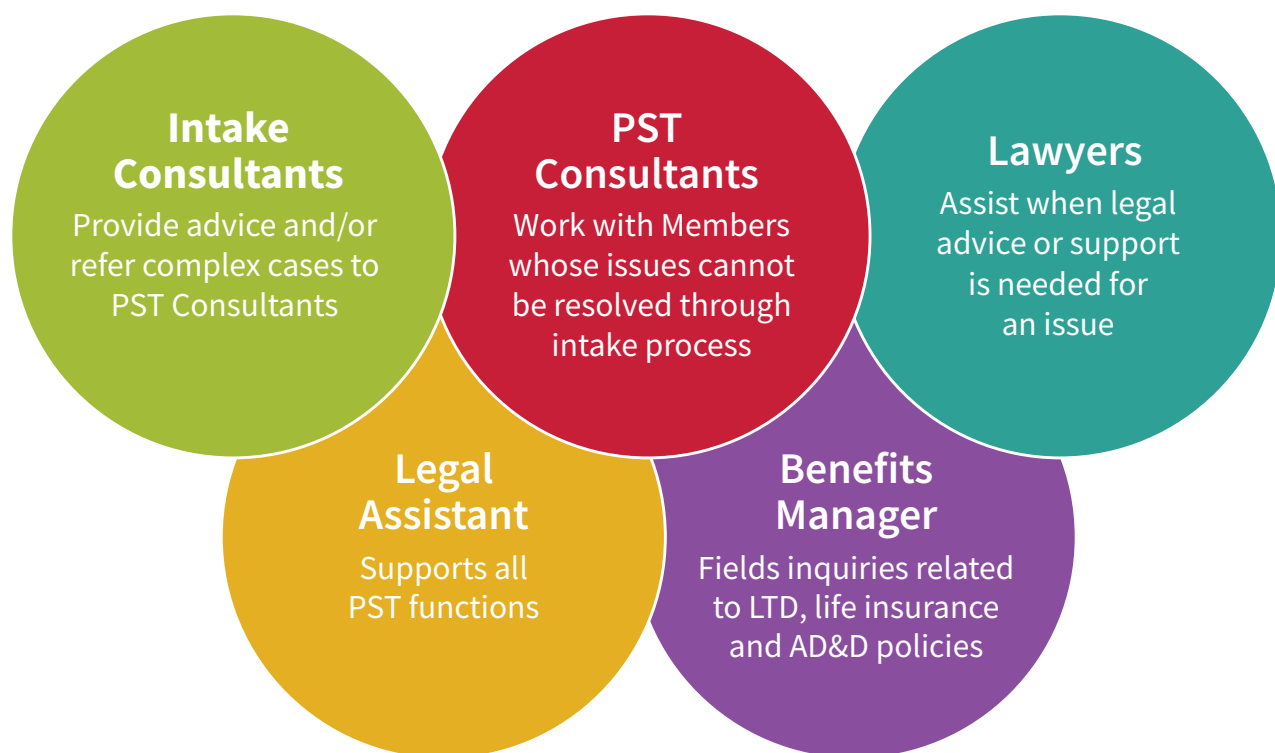 Intake
Consultants
Provide advice and/or
refer complex cases to
PST Consultants
PST
Consultants
Work with Members
whose issues cannot
be resolved through
intake process
Lawyers
Assist when legal
advice or support
is needed for
an issue
Legal
Assistant
Supports all
PST functions
Benefits
Manager
Fields inquiries related
to LTD, life insurance
and AD&D policies